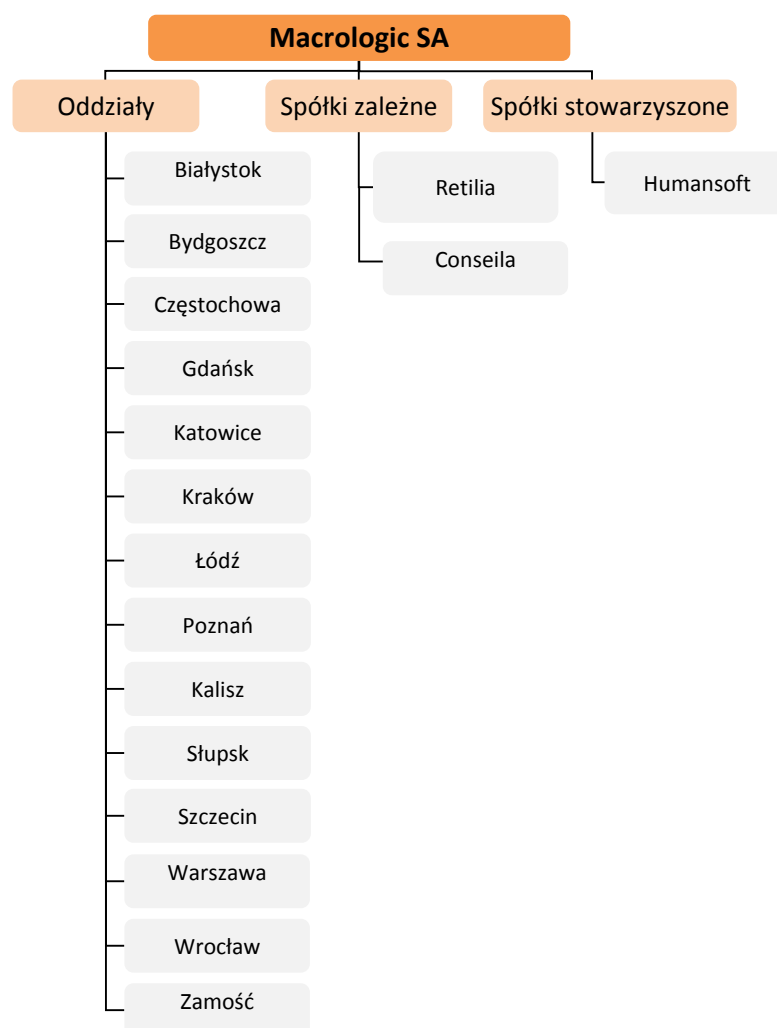 Macrologic SA
Oddziały
Spółki zależne
Spółki stowarzyszone
Białystok
Bydgoszcz
Częstochowa
Gdańsk
Katowice
Kraków
Łódź
Poznań
Kalisz
Słupsk
Szczecin
Warszawa
Wrocław
Zamość
Retilia
Conseila
Humansoft